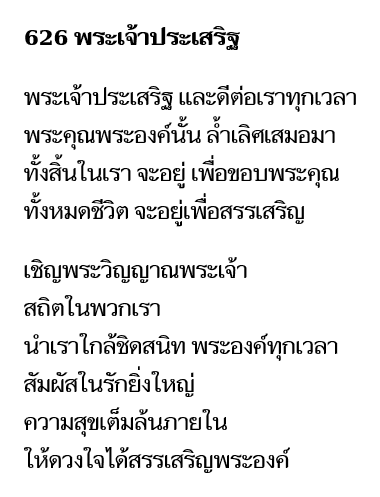 626 พระเจ้าประเสริฐ
พระเจ้าประเสริฐ และดีต่อเราทุกเวลา
พระคุณพระองค์นั้น ล้ำเลิศเสมอมา
ทั้งสิ้นในเรา จะอยู่ เพื่อขอบพระคุณ
ทั้งหมดชีวิต จะอยู่เพื่อสรรเสริญ
เชิญพระวิญญาณพระเจ้า
สถิตในพวกเรา
นำเราใกล้ชิดสนิท พระองค์ทุกเวลา
สัมผัสในรักยิ่งใหญ่
ความสุขเต็มล้นภายใน
ให้ดวงใจได้สรรเสริญพระองค์